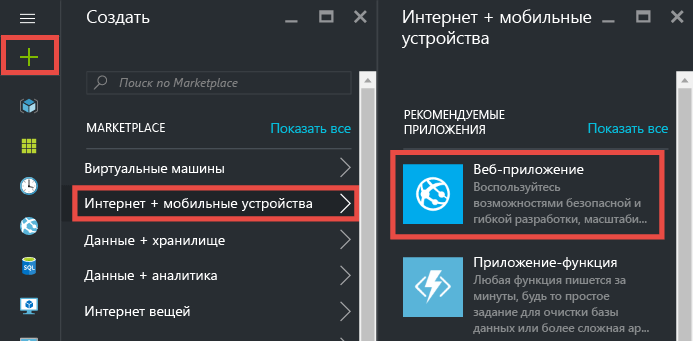 Создать
Поиск по Marketplace
MARKETPLACE
Показать все
Виртуальные машины
Интернет + мобильные устройства
Данные + хранилище
Данные + аналитика
Интернет вещей
SQL
Интернет + мобильные
устройства
РЕКОМЕНДУЕМЫЕ
ПРИЛОЖЕНИЯ
Показать все
Веб-приложение
Воспользуйтесь
возможностями безопасной и
гибкой разработки, масштаби...
Приложение-функция
Любая функция пишется за
минуты, будь то простое
задание для очистки базы
данных или более сложная ар...